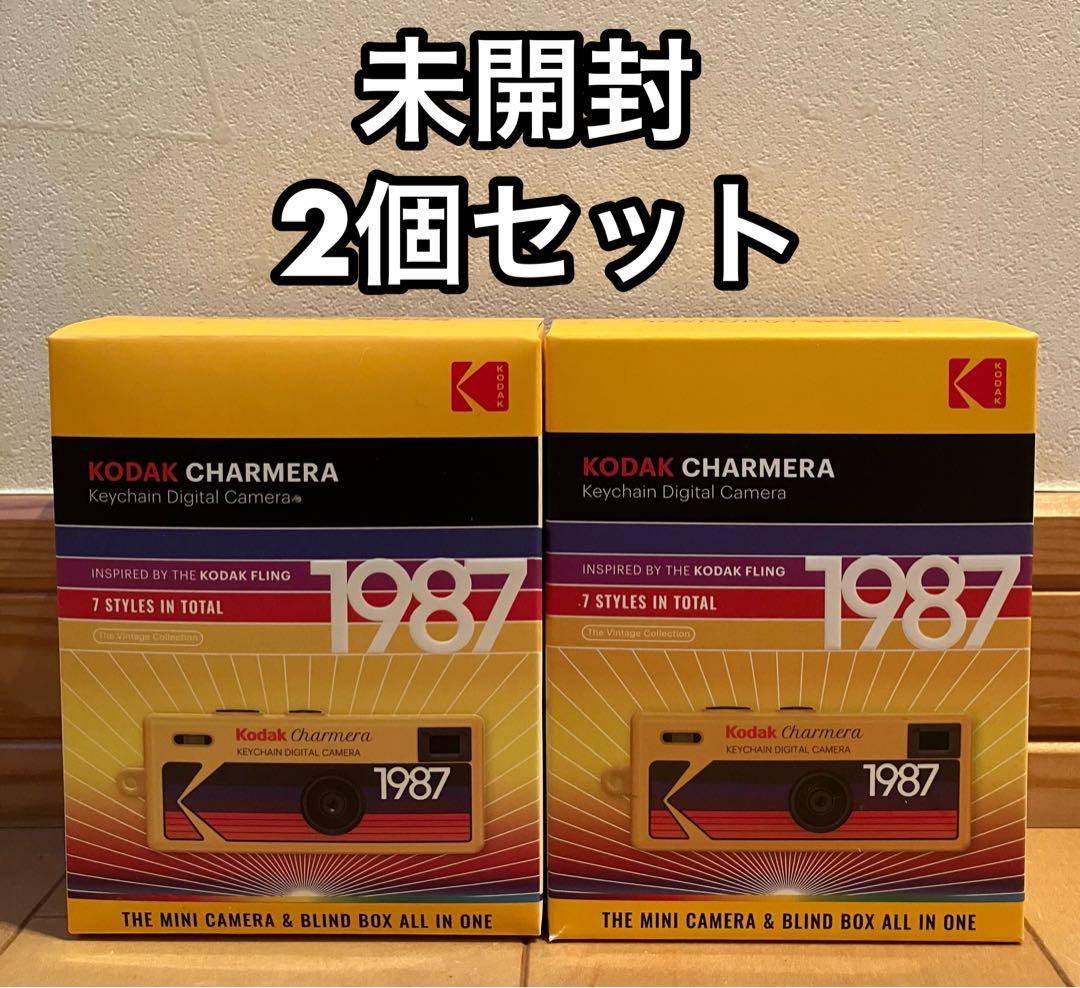 未開封
2個セット
KODAK
KODAK CHARMERA
Keychain Digital Camera
INSPIRED BY THE KODAK FLING
1987
7 STYLES IN TOTAL
The Vintage Collection
Kodak Charmera
KEYCHAIN DIGITAL CAMERA
1987
THE MINI CAMERA & BLIND BOX ALL IN ONE
KODAK
KODAK CHARMERA
Keychain Digital Camera
INSPIRED BY THE KODAK FLING
1987
7 STYLES IN TOTAL
The Vintage Collection
Kodak Charmera
KEYCHAIN DIGITAL CAMERA
1987
THE MINI CAMERA & BLIND BOX ALL IN ONE